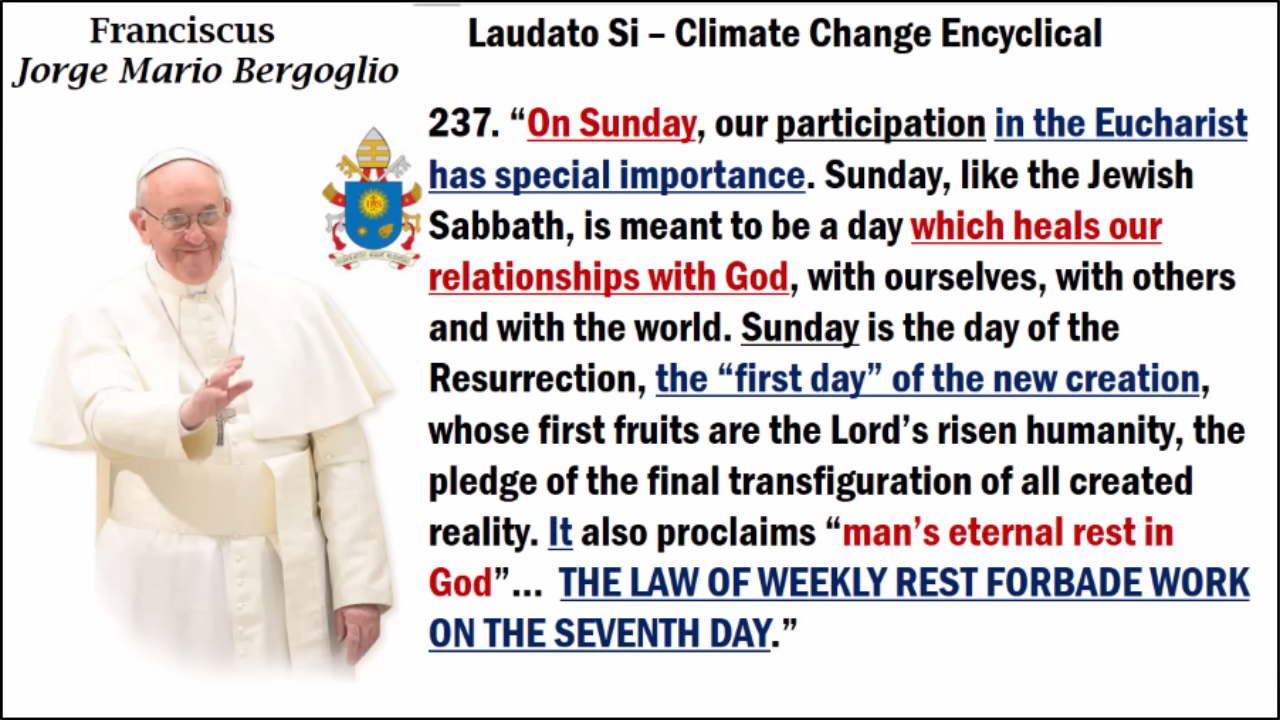 Franciscus
Jorge Mario Bergoglio
Laudato Si – Climate Change Encyclical
237. “On Sunday, our participation in the Eucharist
has special importance. Sunday, like the Jewish
Sabbath, is meant to be a day which heals our
relationships with God, with ourselves, with others
and with the world. Sunday is the day of the
Resurrection, the “first day” of the new creation,
whose first fruits are the Lord’s risen humanity, the
pledge of the final transfiguration of all created
reality. It also proclaims “man’s eternal rest in
God”... THE LAW OF WEEKLY REST FORBADE WORK
ON THE SEVENTH DAY.”